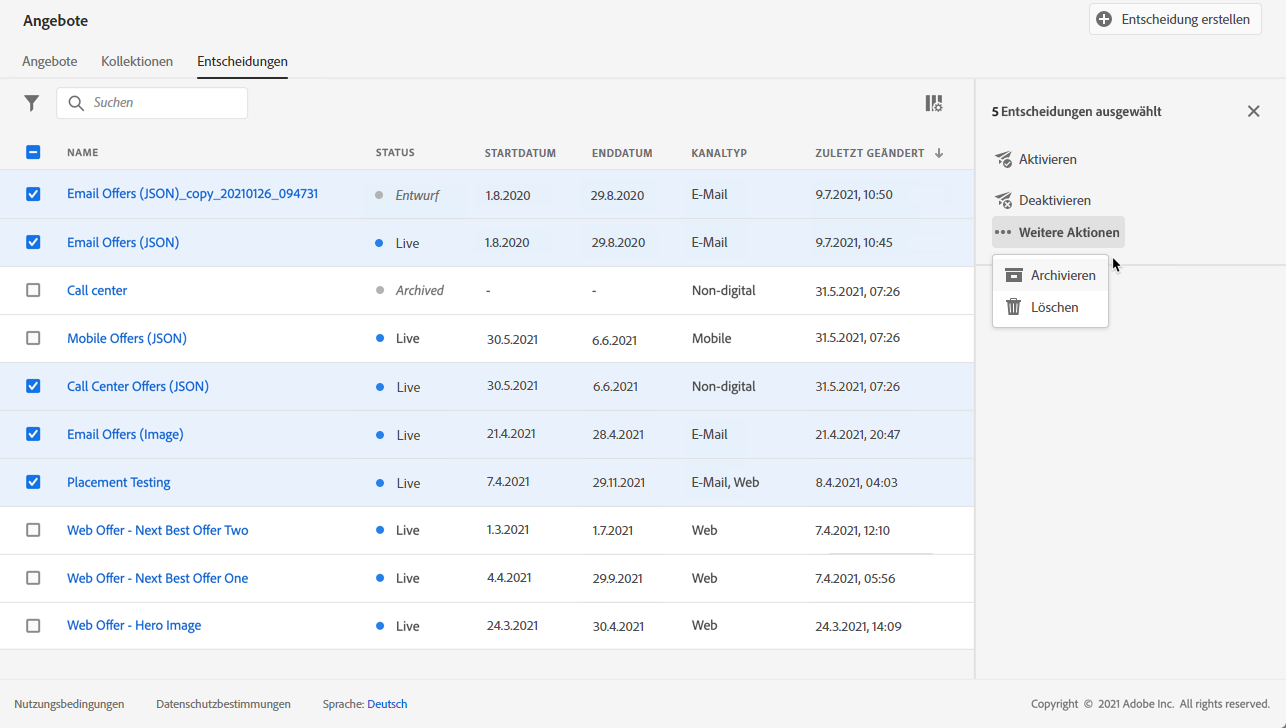 Angebote
Entscheidung erstellen
Angebote Kollektionen Entscheidungen
Suchen
5 Entscheidungen ausgewählt
NAME STATUS STARTDATUM ENDDATUM KANALTYP ZULETZT GEÄNDERT
Email Offers (JSON)_copy_20210126_094731 Entwurf 1.8.2020 29.8.2020 E-Mail 9.7.2021, 10:50
Email Offers (JSON) Live 1.8.2020 29.8.2020 E-Mail 9.7.2021, 10:45
Call center Archived - - Non-digital 31.5.2021, 07:26
Mobile Offers (JSON) Live 30.5.2021 6.6.2021 Mobile 31.5.2021, 07:26
Call Center Offers (JSON) Live 30.5.2021 6.6.2021 Non-digital 31.5.2021, 07:26
Email Offers (Image) Live 21.4.2021 28.4.2021 E-Mail 21.4.2021, 20:47
Placement Testing Live 7.4.2021 29.11.2021 E-Mail, Web 8.4.2021, 04:03
Web Offer - Next Best Offer Two Live 1.3.2021 1.7.2021 Web 7.4.2021, 12:10
Web Offer - Next Best Offer One Live 4.4.2021 29.9.2021 Web 7.4.2021, 05:56
Web Offer - Hero Image Live 24.3.2021 30.4.2021 Web 24.3.2021, 14:09
Aktivieren
Deaktivieren
Weitere Aktionen
Archivieren
Löschen
Nutzungsbedingungen Datenschutzbestimmungen Sprache: Deutsch Copyright © 2021 Adobe Inc. All rights reserved.